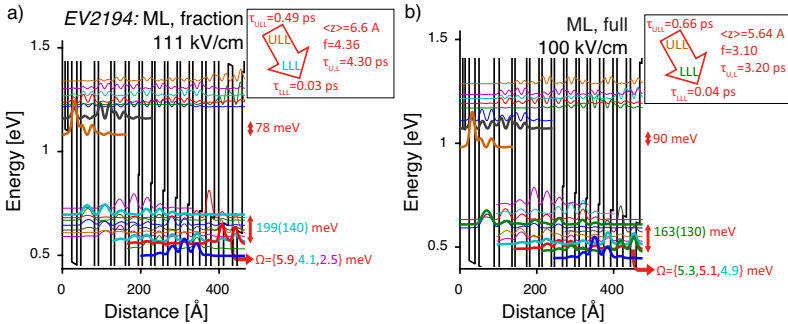 a)
EV2194: ML, fraction
111 kV/cm
τULL=0.49 ps
ULL
LLL
<z>=6.6 A
f=4.36
τU,L=4.30 ps
τLLL=0.03 ps
1.5
1
0.5
Energy [eV]
78 meV
199(140) meV
Ω={5.9,4.1,2.5} meV
0
200
400
Distance [Å]
b)
ML, full
100 kV/cm
τULL=0.66 ps
ULL
LLL
<z>=5.64 A
f=3.10
τU,L=3.20 ps
τLLL=0.04 ps
1.5
1
0.5
Energy [eV]
90 meV
163(130) meV
Ω={5.3,5.1,4.9} meV
0
200
400
Distance [Å]